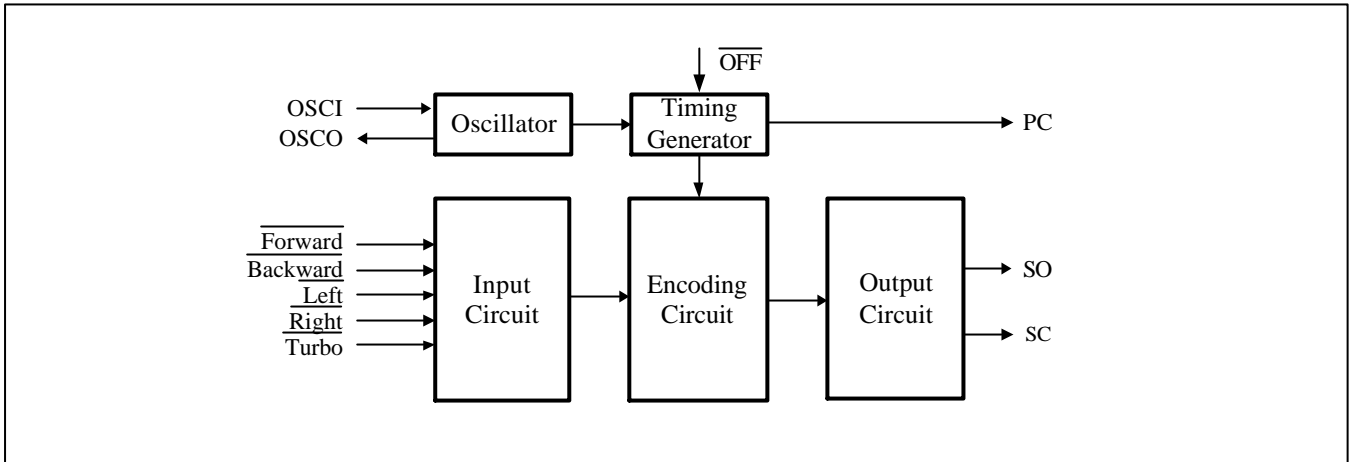 OFF
OSCI
OSCO
Oscillator
Timing
Generator
PC
Forward
Backward
Left
Right
Turbo
Input
Circuit
Encoding
Circuit
Output
Circuit
SO
SC